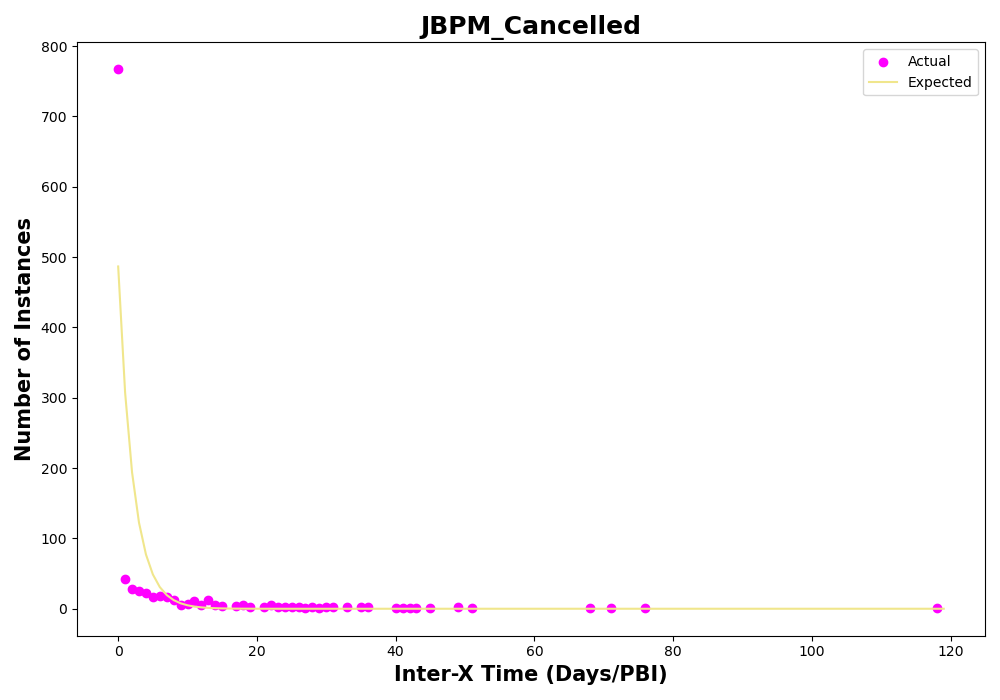 JBPM_Cancelled
Actual
Expected
Number of Instances
800
700
600
500
400
300
200
100
0
0 20 40 60 80 100 120
Inter-X Time (Days/PBI)